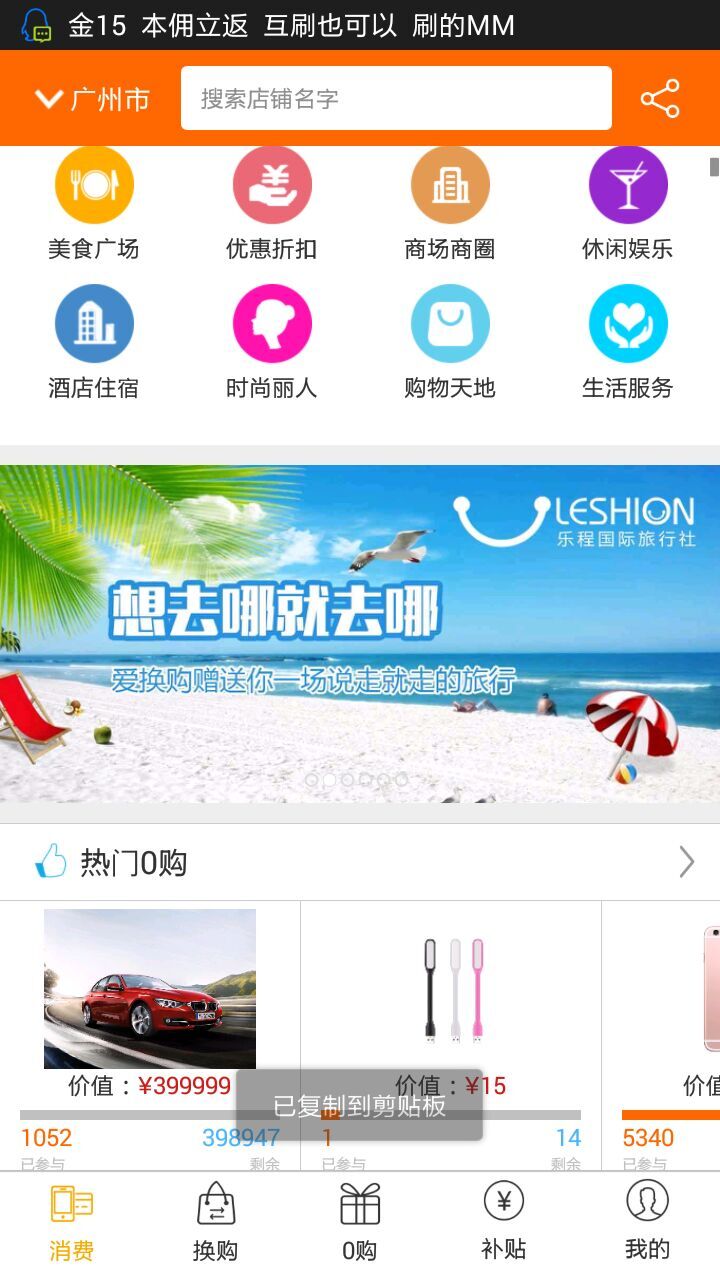 金15 本佣立返 互刷也可以 刷的MM
广州市
搜索店铺名字
美食广场 优惠折扣 商场商圈 休闲娱乐
酒店住宿 时尚丽人 购物天地 生活服务
LESHION
乐程国际旅行社
想去哪就去哪
爱换购赠送你一场说走就走的旅行
热门0购
价值：¥399999 价值：¥15 价值
已复制到剪贴板
1052 398947 1 14 5340
已参与 剩余 已参与 剩余 已参与
消费 换购 0购 补贴 我的